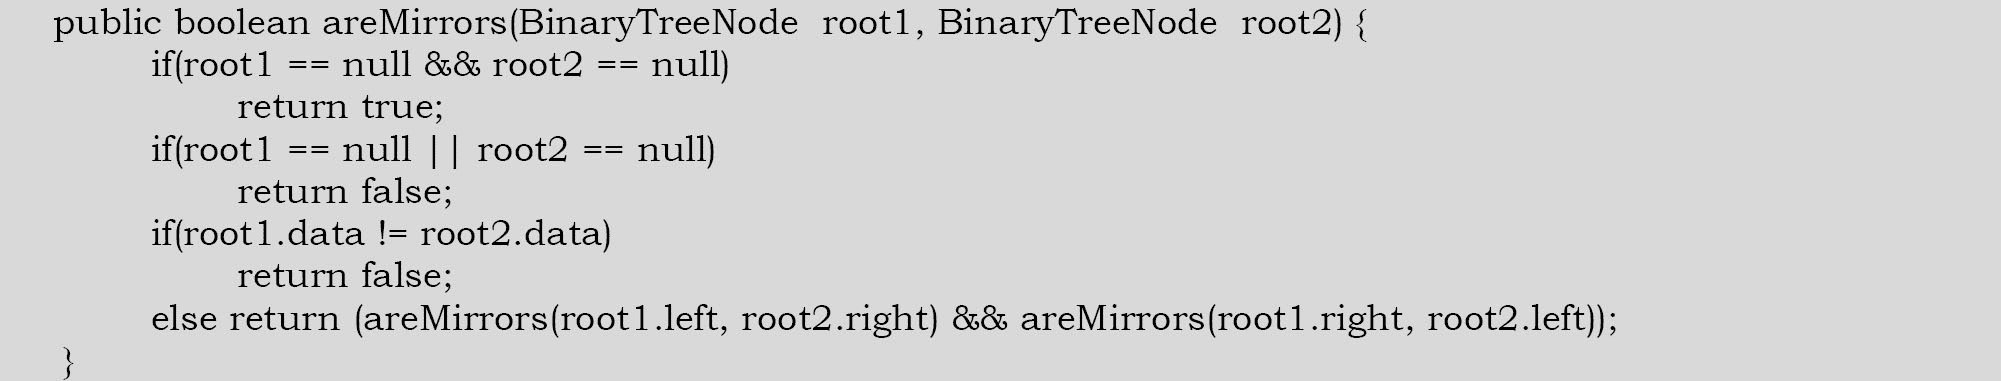 public boolean areMirrors(BinaryTreeNode root1, BinaryTreeNode root2) {
if(root1 == null && root2 == null)
return true;
if(root1 == null || root2 == null)
return false;
if(root1.data != root2.data)
return false;
else return (areMirrors(root1.left, root2.right) && areMirrors(root1.right, root2.left));
}